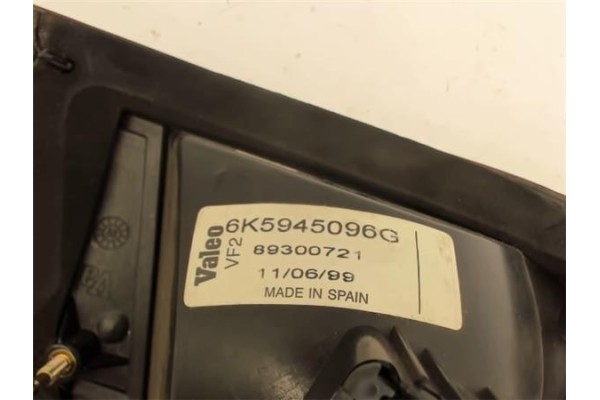 Valeo
VF2
6K5945096G
89300721
11/06/99
MADE IN SPAIN